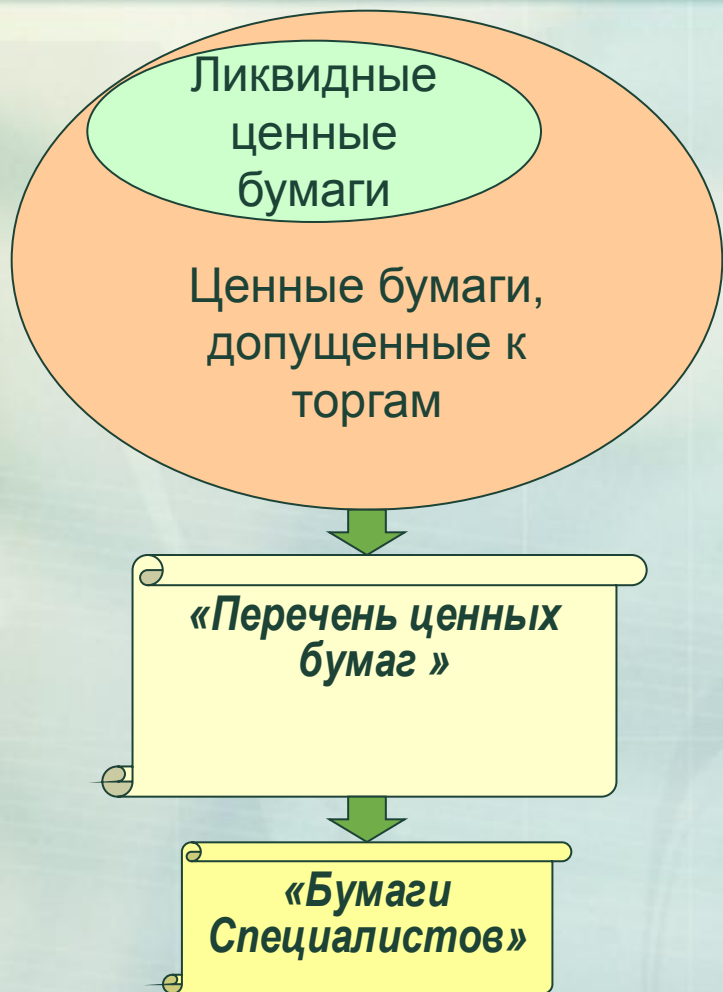 Ликвидные
ценные
бумаги
Ценные бумаги,
допущенные к
торгам
«Перечень ценных
бумаг »
«Бумаги
Специалистов»